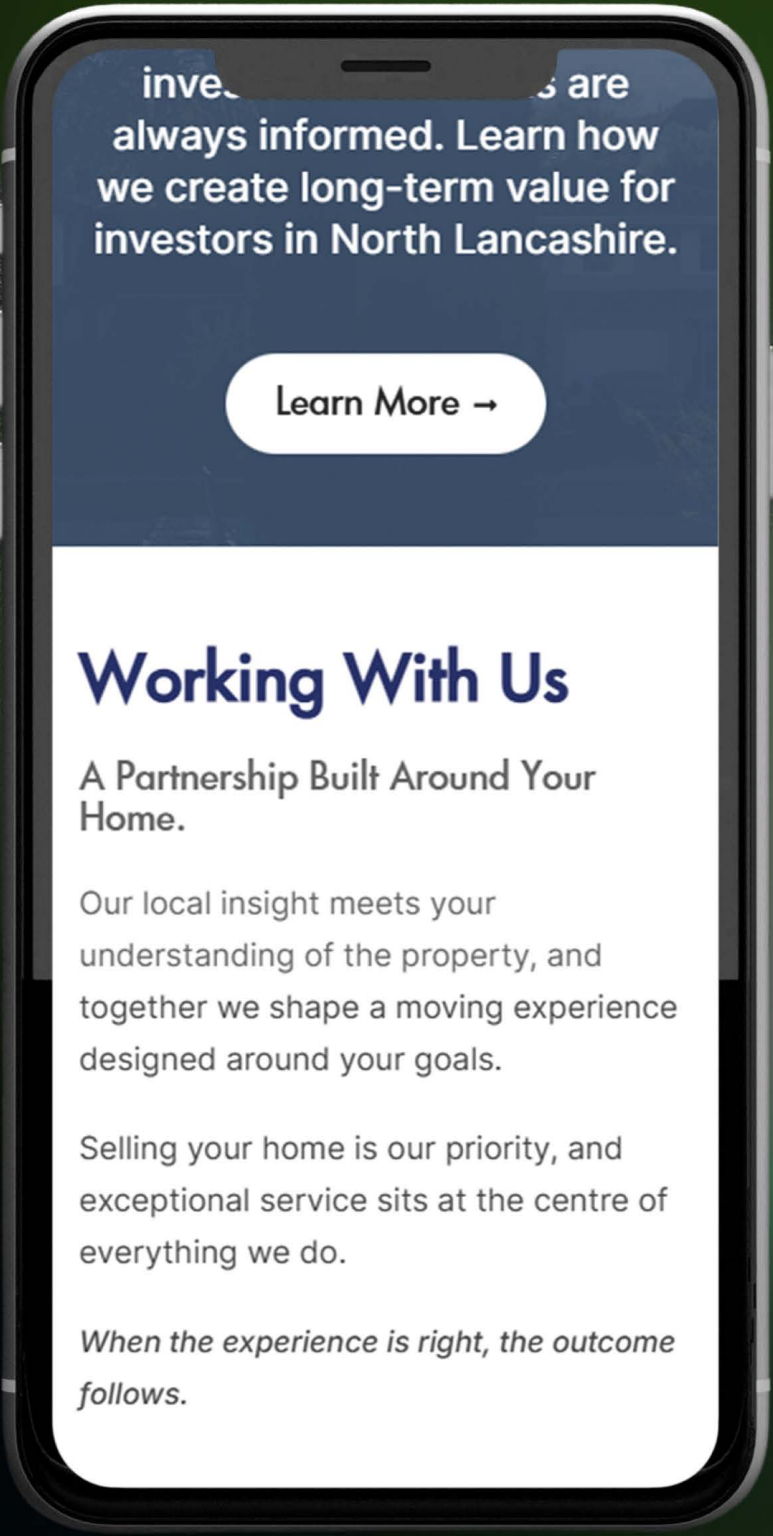 are
always informed. Learn how
we create long-term value for
investors in North Lancashire.
Learn More →
Working With Us
A Partnership Built Around Your
Home.
Our local insight meets your
understanding of the property, and
together we shape a moving experience
designed around your goals.
Selling your home is our priority, and
exceptional service sits at the centre of
everything we do.
When the experience is right, the outcome
follows.